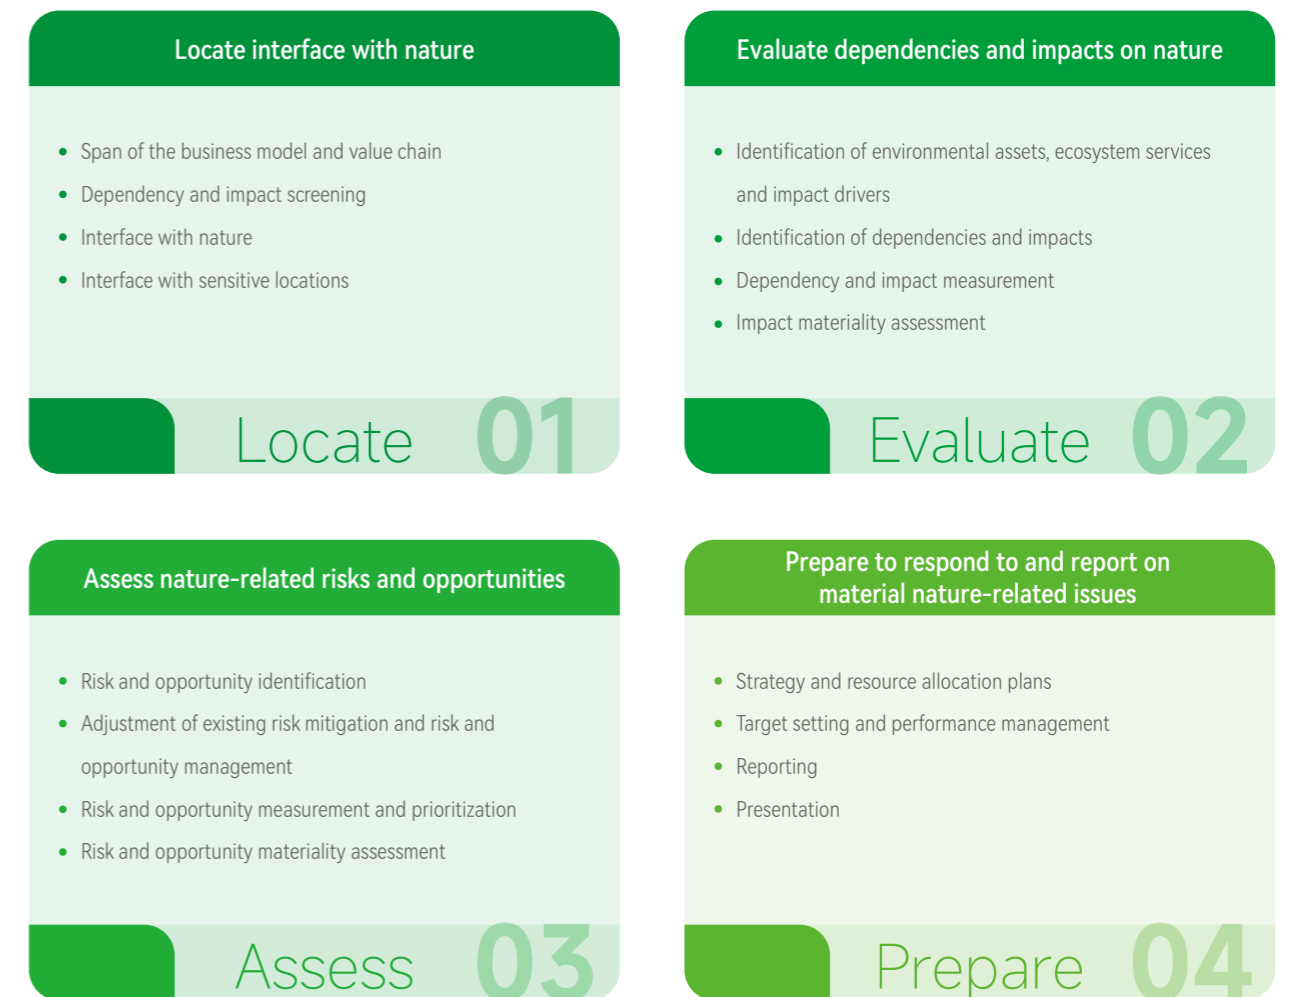 Locate interface with nature
• Span of the business model and value chain
• Dependency and impact screening
• Interface with nature
• Interface with sensitive locations
Locate 01
Evaluate dependencies and impacts on nature
• Identification of environmental assets, ecosystem services
and impact drivers
• Identification of dependencies and impacts
• Dependency and impact measurement
• Impact materiality assessment
Evaluate 02
Assess nature-related risks and opportunities
• Risk and opportunity identification
• Adjustment of existing risk mitigation and risk and
opportunity management
• Risk and opportunity measurement and prioritization
• Risk and opportunity materiality assessment
Assess 03
Prepare to respond to and report on
material nature-related issues
• Strategy and resource allocation plans
• Target setting and performance management
• Reporting
• Presentation
Prepare 04